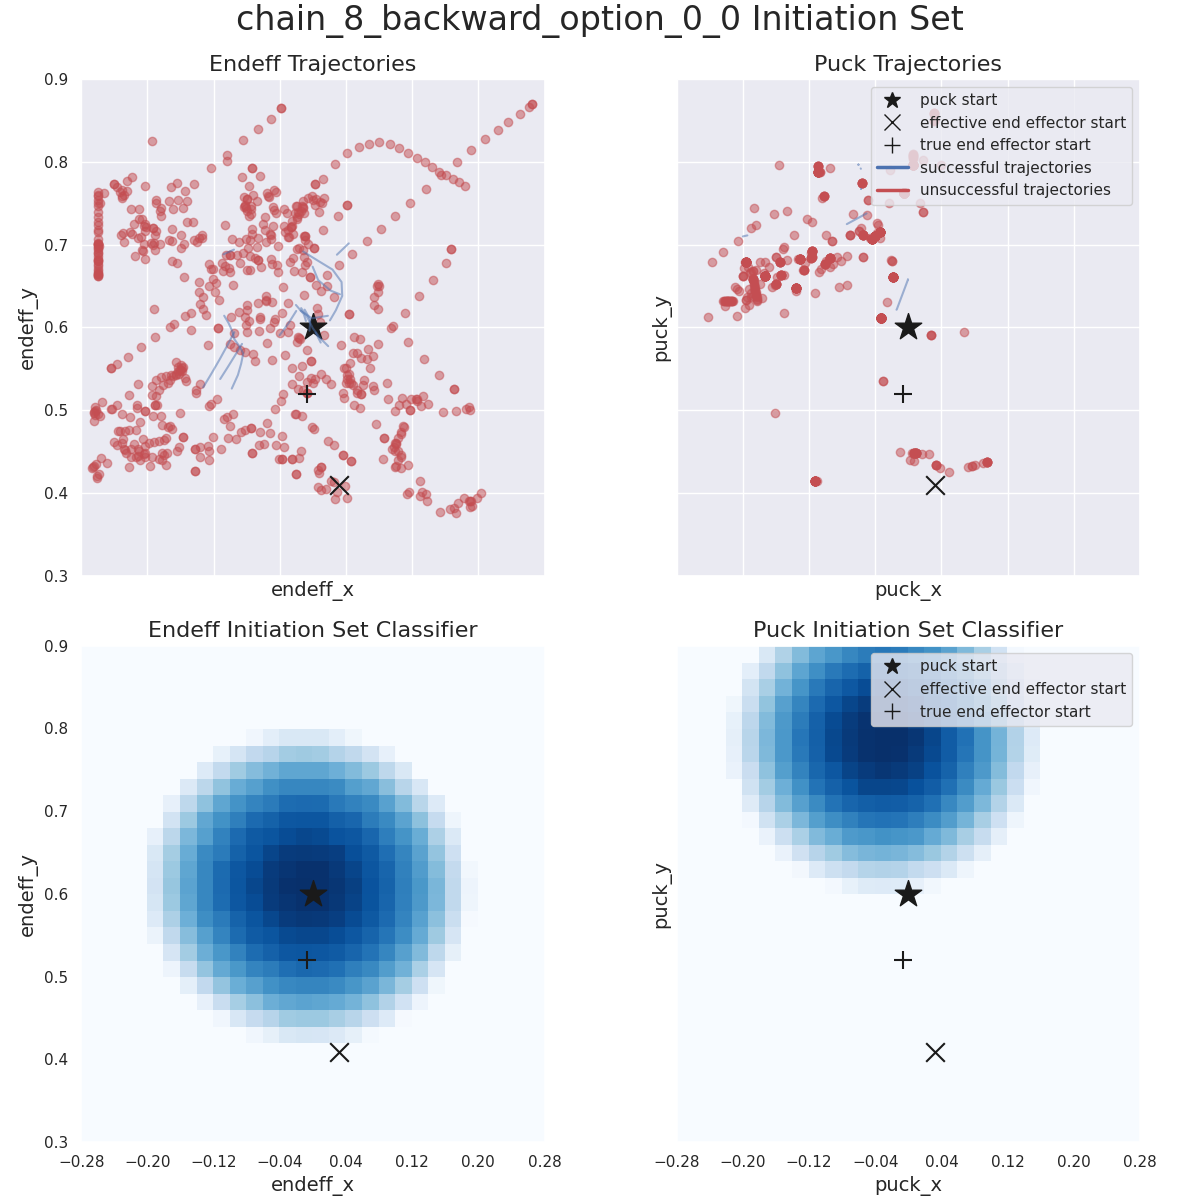 chain_8_backward_option_0_0 Initiation Set
Endeff Trajectories
0.9
0.8
0.7
0.6
0.5
0.4
0.3
endeff_y
endeff_x
Puck Trajectories
puck start
effective end effector start
true end effector start
successful trajectories
unsuccessful trajectories
puck_y
puck_x
Endeff Initiation Set Classifier
0.9
0.8
0.7
0.6
0.5
0.4
0.3
endeff_y
−0.28 −0.20 −0.12 −0.04 0.04 0.12 0.20 0.28
endeff_x
Puck Initiation Set Classifier
puck start
effective end effector start
true end effector start
puck_y
−0.28 −0.20 −0.12 −0.04 0.04 0.12 0.20 0.28
puck_x